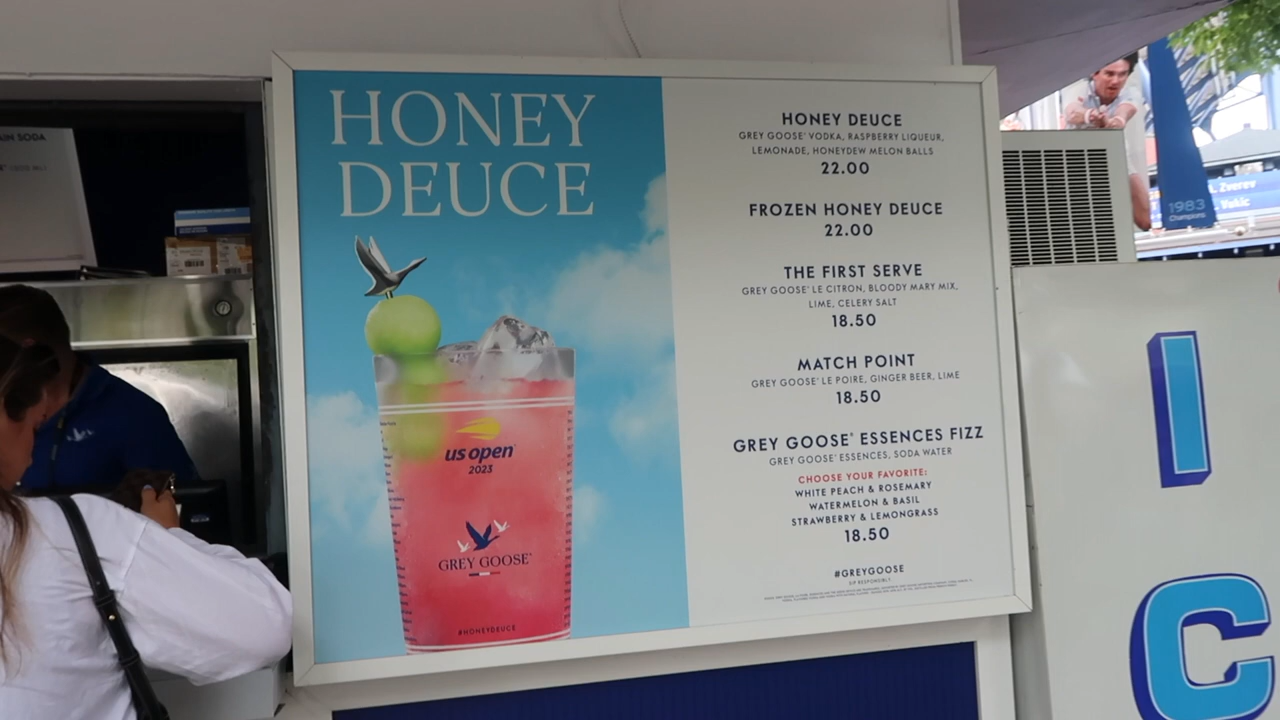 AIN SODA
HONEY
DEUCE
us open
2023
GREY GOOSE®
#HONEYDEUCE
HONEY DEUCE
GREY GOOSE® VODKA, RASPBERRY LIQUEUR,
LEMONADE, HONEYDEW MELON BALLS
22.00
FROZEN HONEY DEUCE
22.00
THE FIRST SERVE
GREY GOOSE® LE CITRON, BLOODY MARY MIX,
LIME, CELERY SALT
18.50
MATCH POINT
GREY GOOSE® LE POIRE, GINGER BEER, LIME
18.50
GREY GOOSE® ESSENCES FIZZ
GREY GOOSE® ESSENCES, SODA WATER
CHOOSE YOUR FAVORITE:
WHITE PEACH & ROSEMARY
WATERMELON & BASIL
STRAWBERRY & LEMONGRASS
18.50
#GREYGOOSE
SIP RESPONSIBLY
1983
Champions
Zverev
Vekic
I
C